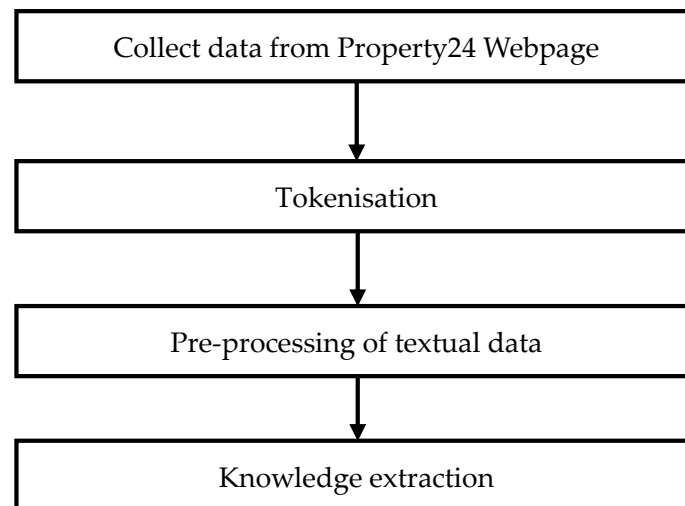 Collect data from Property24 Webpage
Tokenisation
Pre-processing of textual data
Knowledge extraction